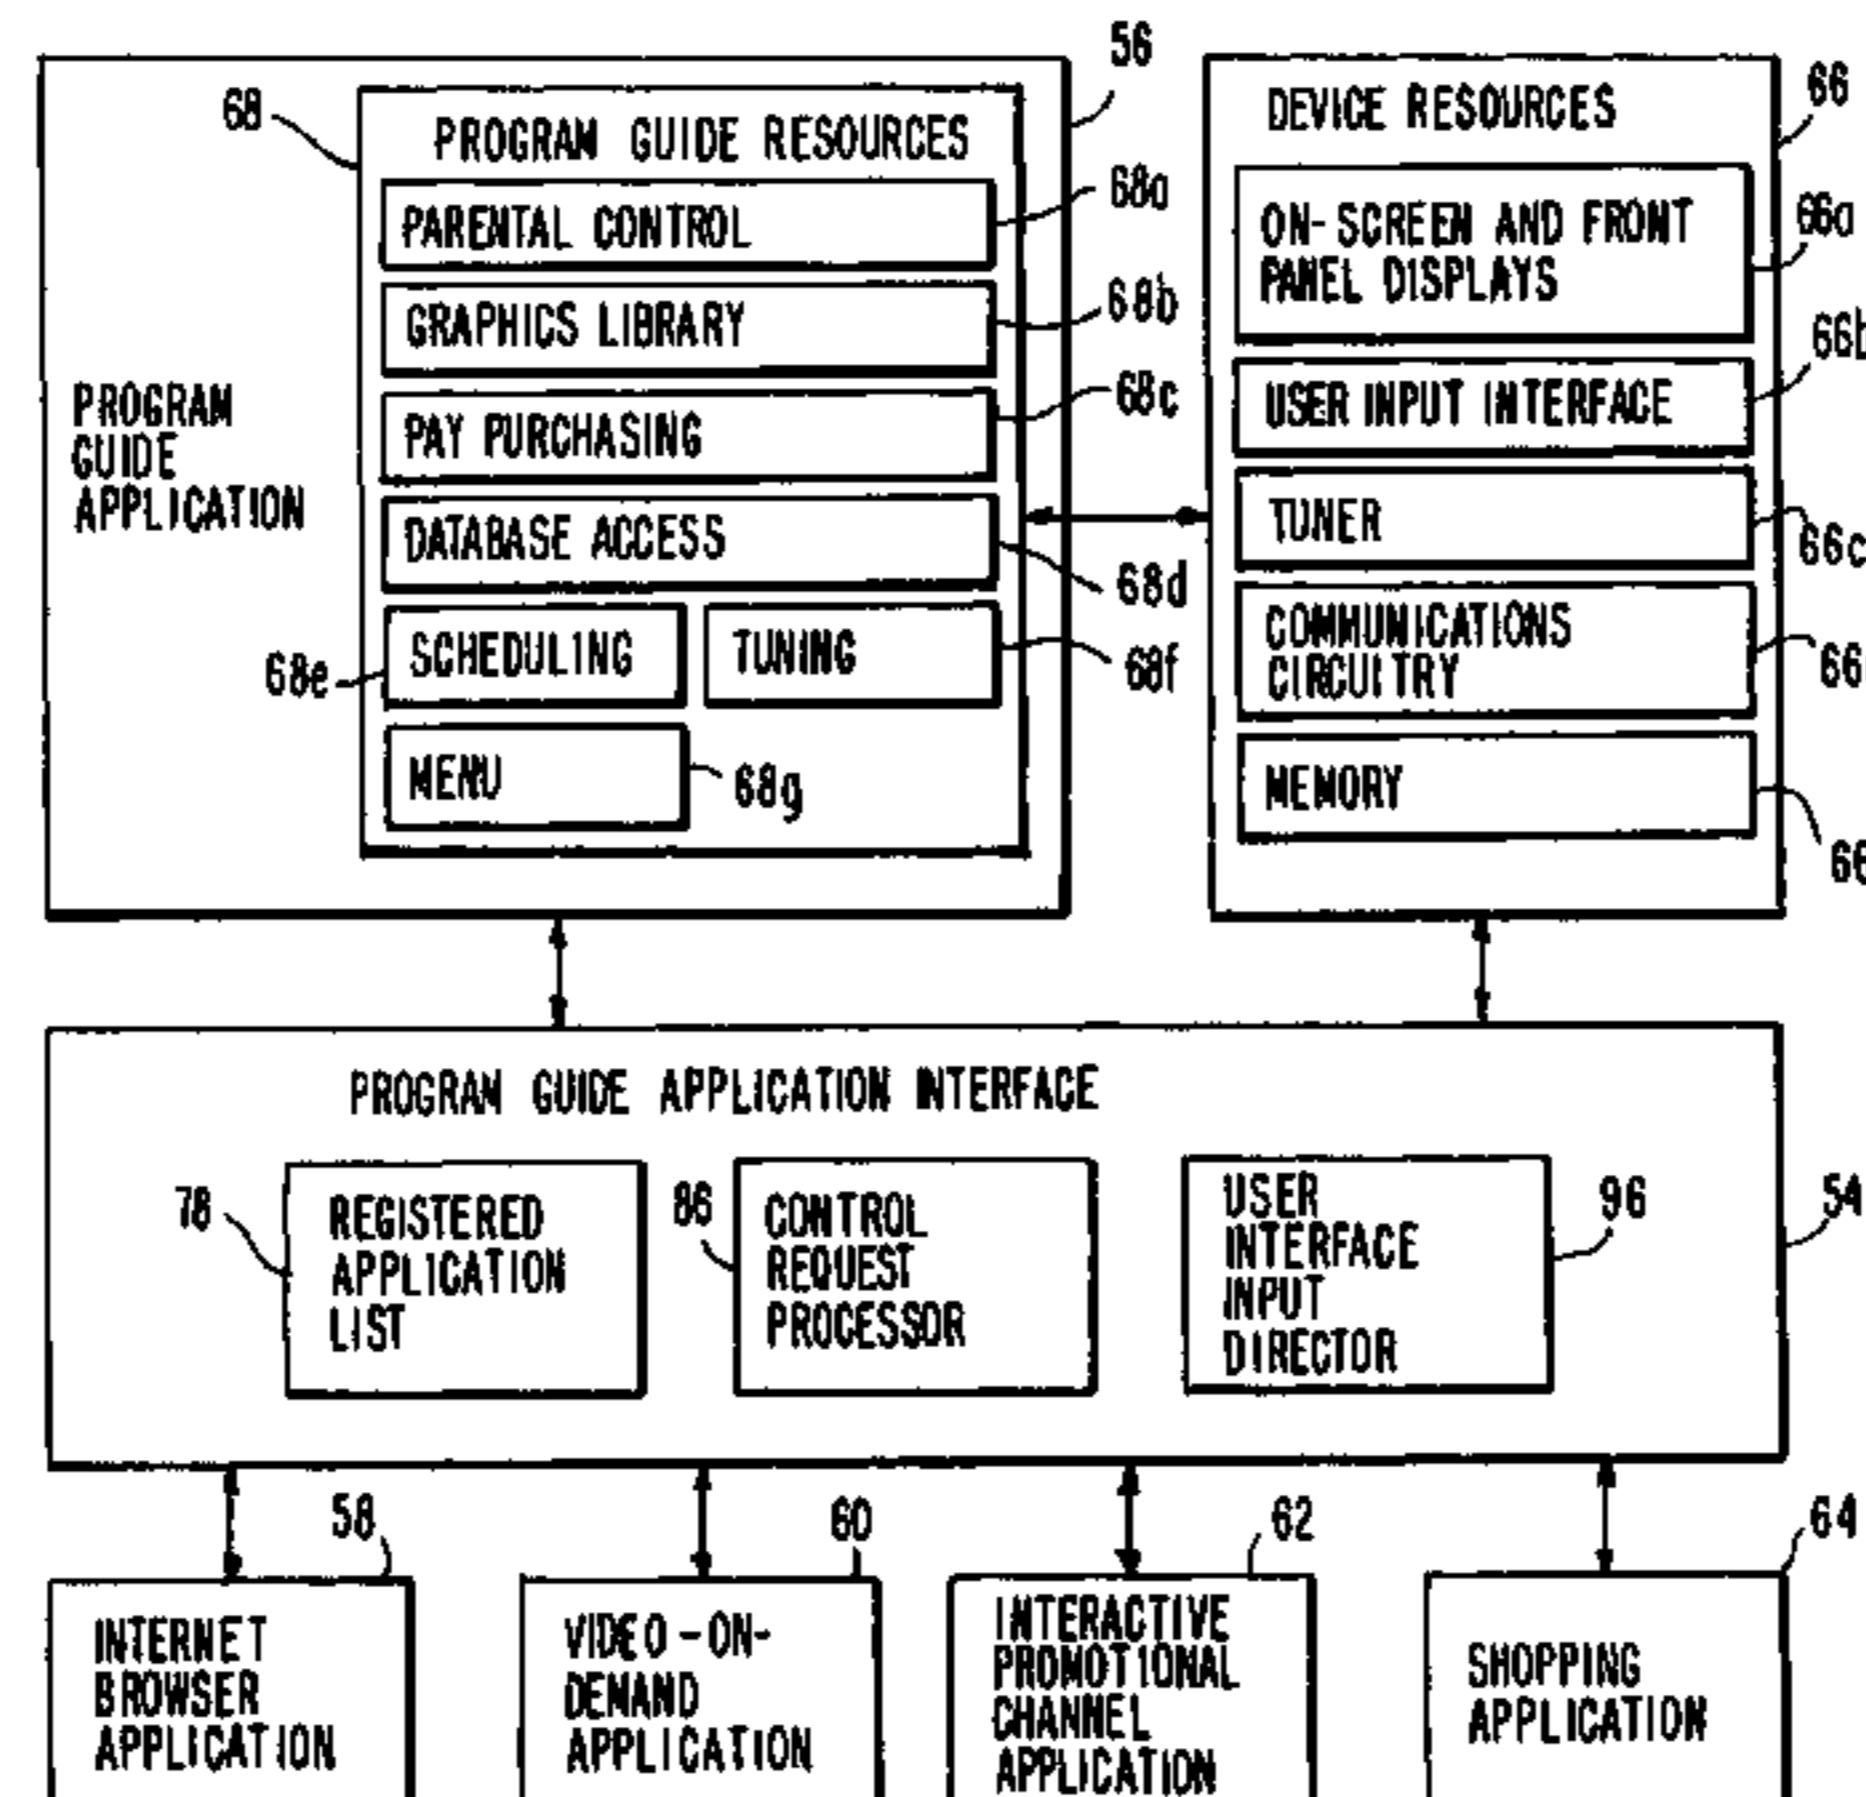 56
66
68
PROGRAM GUIDE RESOURCES
DEVICE RESOURCES
PARENTAL CONTROL
68a
ON-SCREEN AND FRONT
PANEL DISPLAYS
66a
GRAPHICS LIBRARY
68b
USER INPUT INTERFACE
66b
PROGRAM
GUIDE
APPLICATION
PAY PURCHASING
68c
DATABASE ACCESS
68d
TUNER
66c
SCHEDULING
68e
TUNING
68f
COMMUNICATIONS
CIRCUITRY
66
MENU
68g
MEMORY
66
PROGRAM GUIDE APPLICATION INTERFACE
78
REGISTERED
APPLICATION
LIST
86
CONTROL
REQUEST
PROCESSOR
USER
INTERFACE
INPUT
DIRECTOR
96
54
58
60
62
64
INTERNET
BROWSER
APPLICATION
VIDEO-ON-
DEMAND
APPLICATION
INTERACTIVE
PROMOTIONAL
CHANNEL
APPLICATION
SHOPPING
APPLICATION